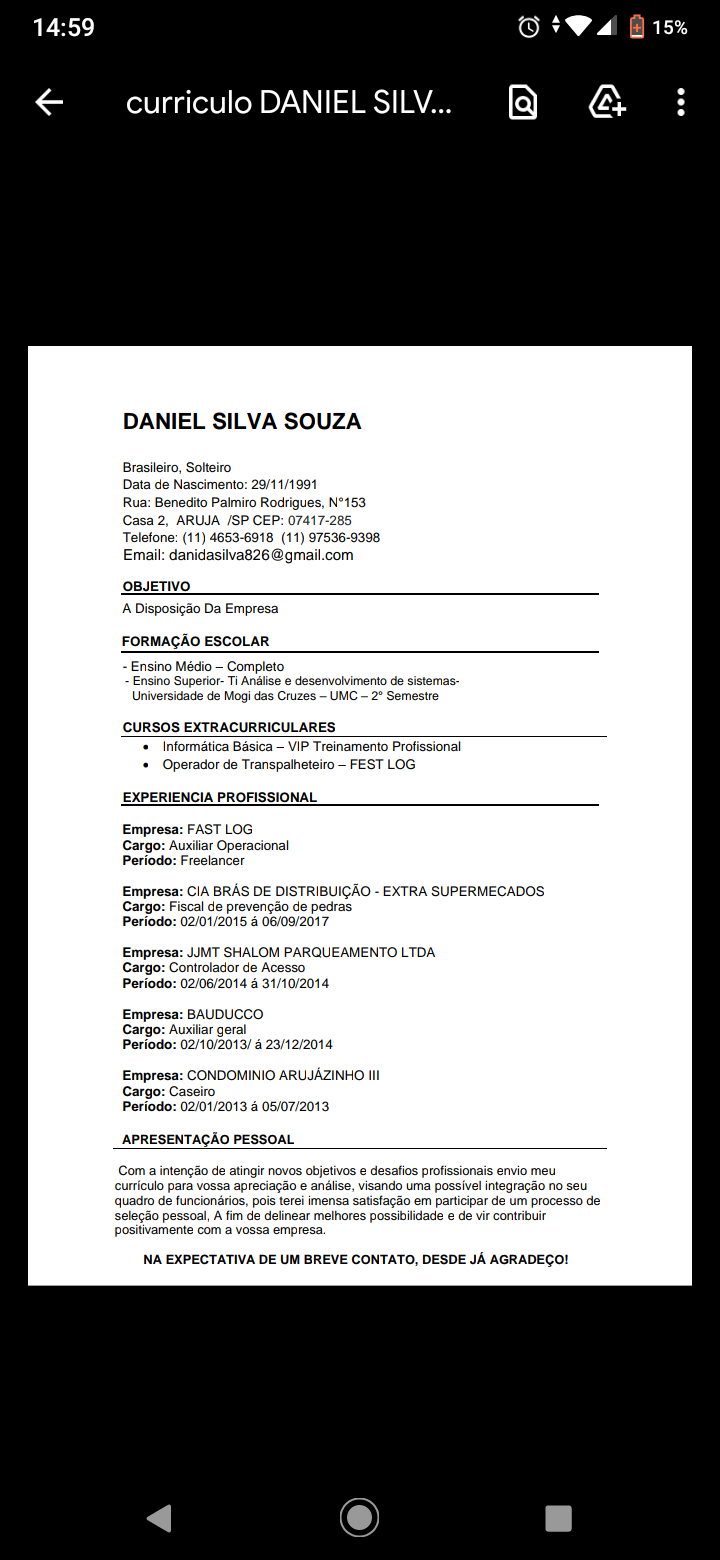 14:59
15%
curriculo DANIEL SILV...
DANIEL SILVA SOUZA
Brasileiro, Solteiro
Data de Nascimento: 29/11/1991
Rua: Benedito Palmiro Rodrigues, N°153
Casa 2,  ARUJA  /SP CEP: 07417-285
Telefone: (11) 4653-6918  (11) 97536-9398
Email: danidasilva826@gmail.com
OBJETIVO
A Disposição Da Empresa
FORMAÇÃO ESCOLAR
- Ensino Médio – Completo
- Ensino Superior- Ti Análise e desenvolvimento de sistemas-
Universidade de Mogi das Cruzes – UMC – 2° Semestre
CURSOS EXTRACURRICULARES
• Informática Básica – VIP Treinamento Profissional
• Operador de Transpalheteiro – FEST LOG
EXPERIENCIA PROFISSIONAL
Empresa: FAST LOG
Cargo: Auxiliar Operacional
Período: Freelancer
Empresa: CIA BRÁS DE DISTRIBUIÇÃO - EXTRA SUPERMECADOS
Cargo: Fiscal de prevenção de pedras
Período: 02/01/2015 á 06/09/2017
Empresa: JJMT SHALOM PARQUEAMENTO LTDA
Cargo: Controlador de Acesso
Período: 02/06/2014 á 31/10/2014
Empresa: BAUDUCCO
Cargo: Auxiliar geral
Período: 02/10/2013/ á 23/12/2014
Empresa: CONDOMINIO ARUJÁZINHO III
Cargo: Caseiro
Período: 02/01/2013 á 05/07/2013
APRESENTAÇÃO PESSOAL
Com a intenção de atingir novos objetivos e desafios profissionais envio meu
currículo para vossa apreciação e análise, visando uma possível integração no seu
quadro de funcionários, pois terei imensa satisfação em participar de um processo de
seleção pessoal, A fim de delinear melhores possibilidade e de vir contribuir
positivamente com a vossa empresa.
NA EXPECTATIVA DE UM BREVE CONTATO, DESDE JÁ AGRADEÇO!